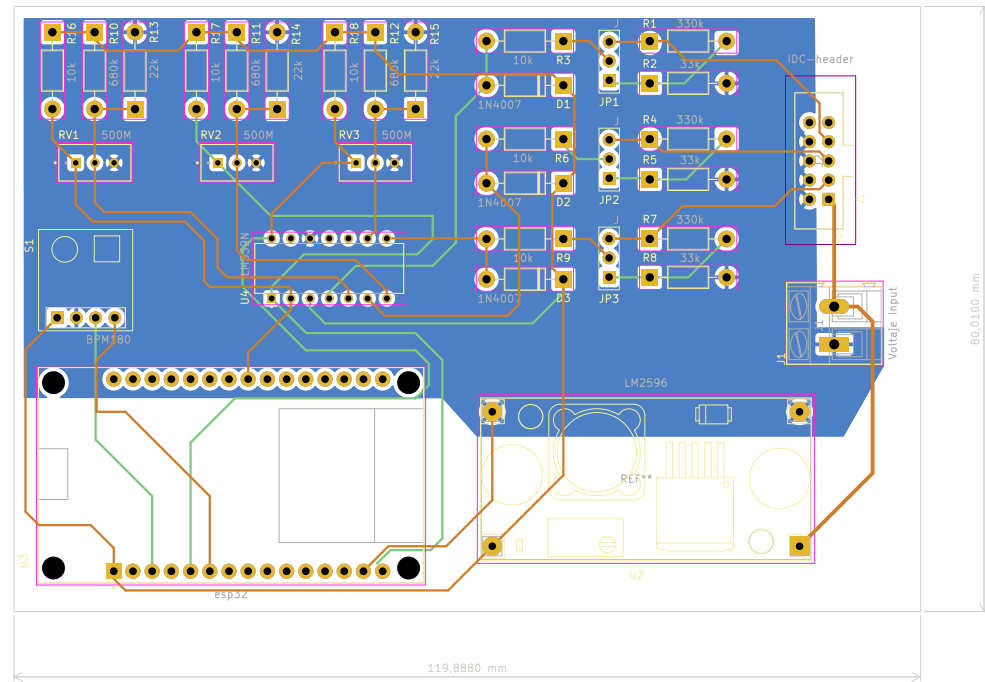 R16
R10
R13
R17
R11
R14
R18
R12
R15
10k
680k
22k
10k
680k
22k
10k
680k
22k
RV1
500M
RV2
500M
RV3
500M
J
R1
330k
10k
R3
R2
33k
1N4007
D1
JP1
IDC-header
R4
330k
10k
R6
R5
33k
1N4007
D2
JP2
J
R7
330k
10k
R9
R8
33k
1N4007
D3
JP3
S1
BPM180
LM339N
U4
J1
Voltaje Input
80,0100 mm
LM2596
REF**
U2
U3
esp32
119,8880 mm